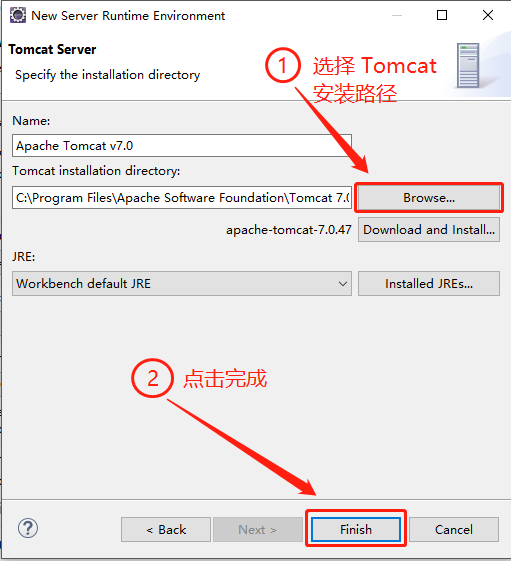 New Server Runtime Environment
Tomcat Server
Specify the installation directory
① 选择 Tomcat
安装路径
Name:
Apache Tomcat v7.0
Tomcat installation directory:
C:\Program Files\Apache Software Foundation\Tomcat 7.0
Browse...
apache-tomcat-7.0.47
Download and Install...
JRE:
Workbench default JRE
Installed JREs...
② 点击完成
?
< Back
Next >
Finish
Cancel